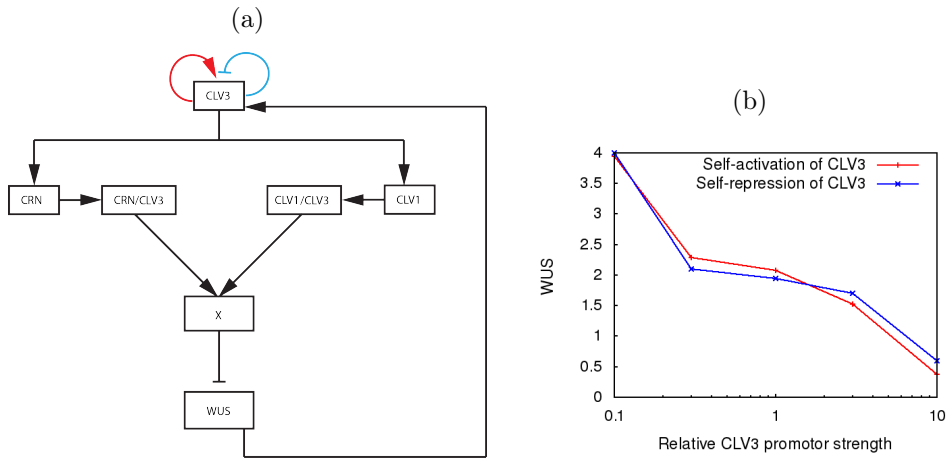 (a)
CLV3
CRN
CRN/CLV3
CLV1/CLV3
CLV1
X
WUS
(b)
Self-activation of CLV3
Self-repression of CLV3
4
3.5
3
2.5
2
1.5
1
0.5
0
WUS
0.1
1
10
Relative CLV3 promotor strength